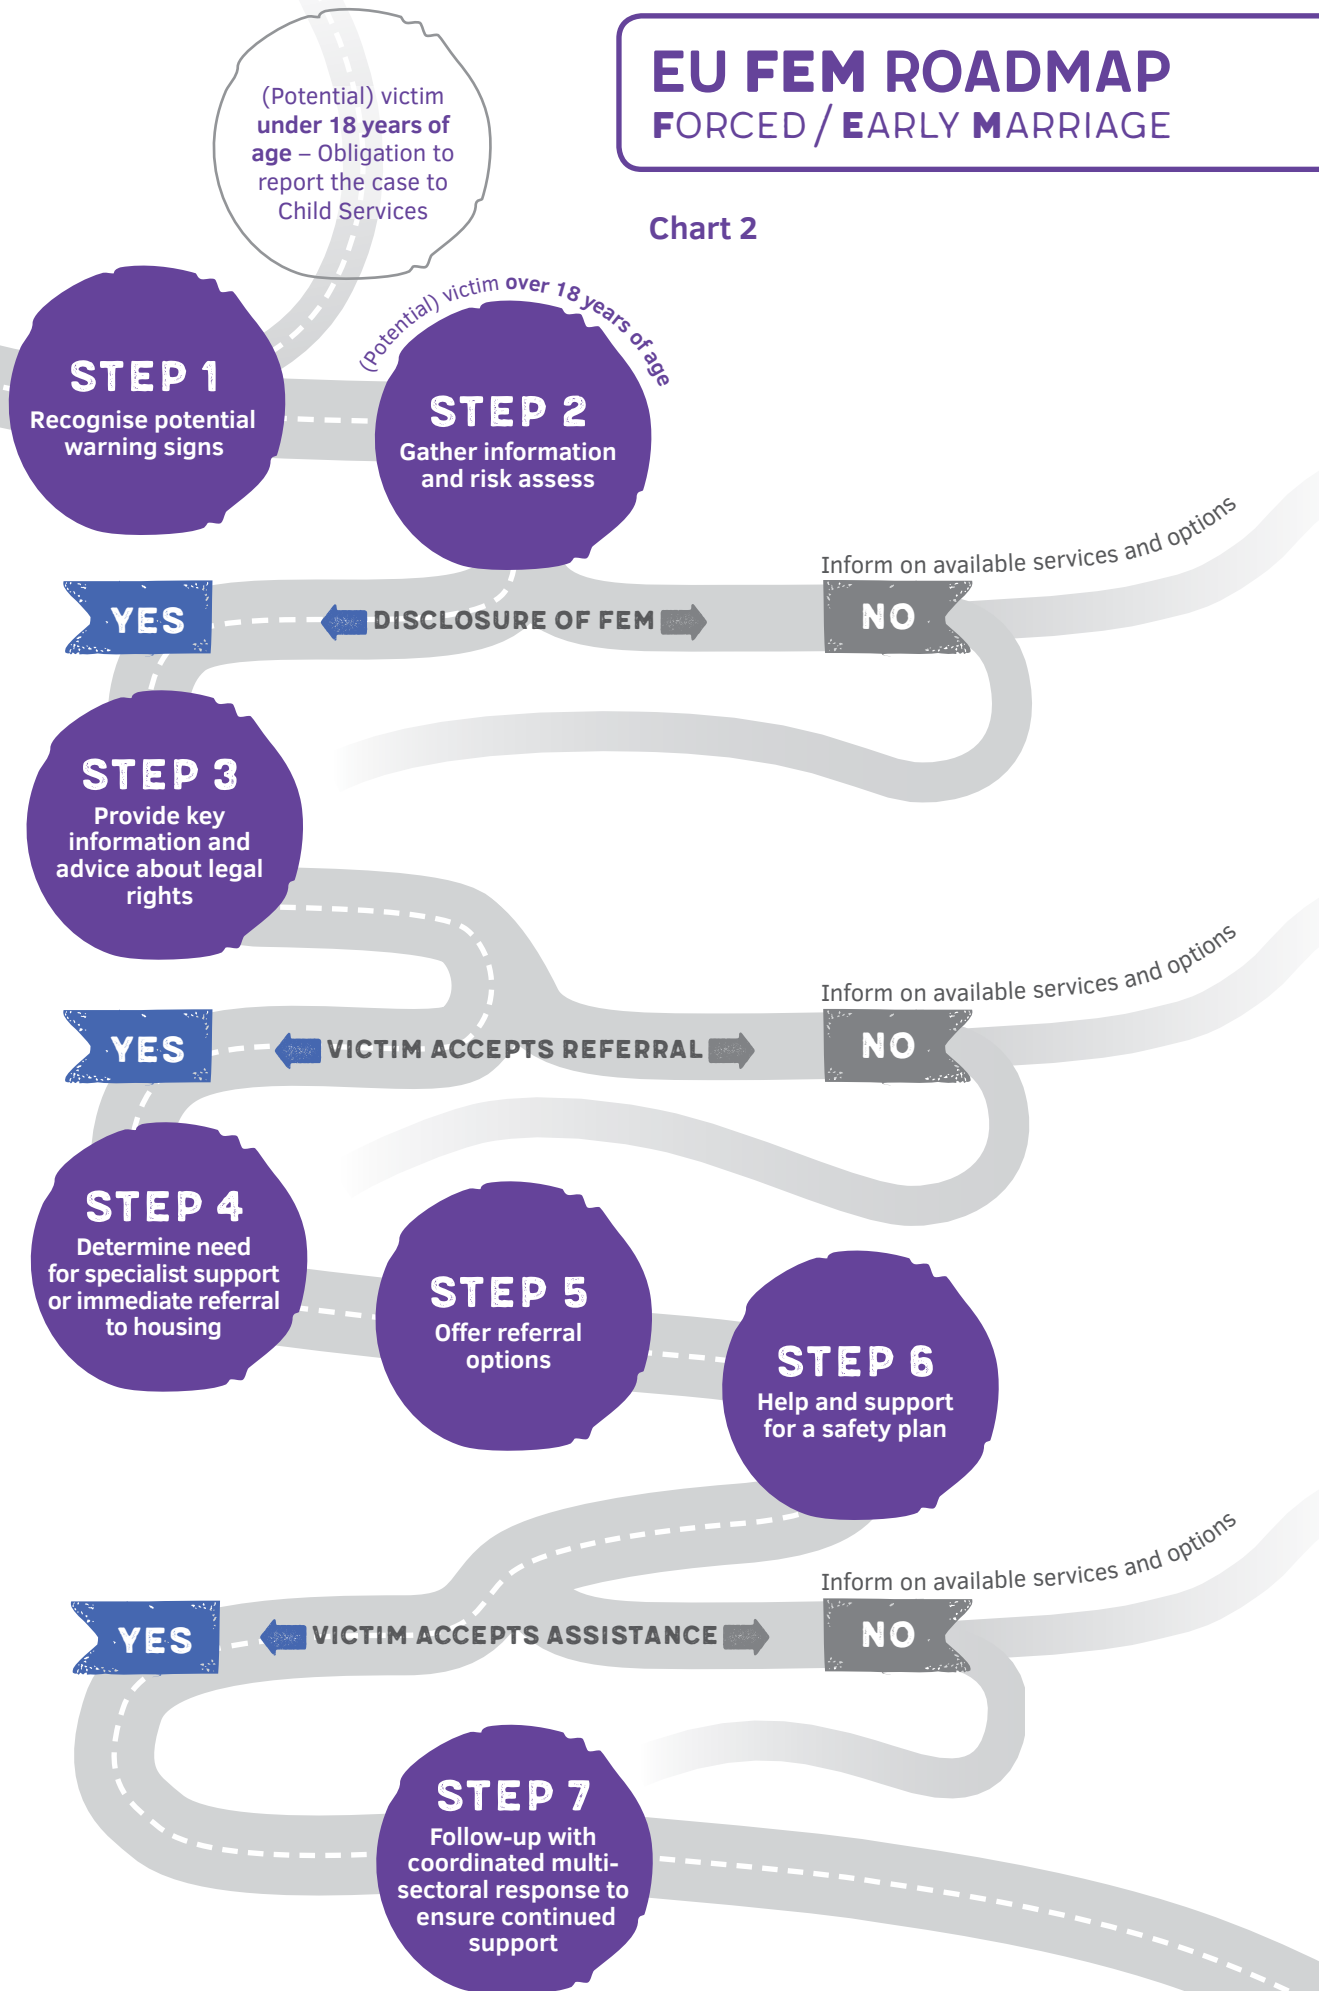 EU FEM ROADMAP
FORCED / EARLY MARRIAGE
Chart 2
(Potential) victim
under 18 years of
age – Obligation to
report the case to
Child Services
STEP 1
Recognise potential
warning signs
(Potential) victim over 18 years of age
STEP 2
Gather information
and risk assess
Inform on available services and options
YES
DISCLOSURE OF FEM
NO
STEP 3
Provide key
information and
advice about legal
rights
Inform on available services and options
YES
VICTIM ACCEPTS REFERRAL
NO
STEP 4
Determine need
for specialist support
or immediate referral
to housing
STEP 5
Offer referral
options
STEP 6
Help and support
for a safety plan
Inform on available services and options
YES
VICTIM ACCEPTS ASSISTANCE
NO
STEP 7
Follow-up with
coordinated multi-
sectoral response to
ensure continued
support